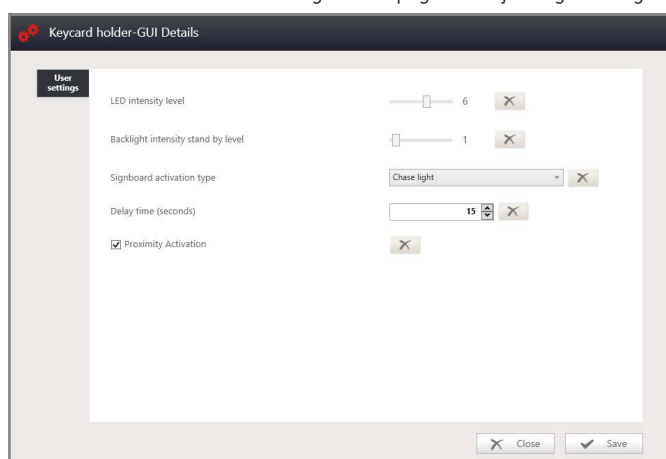 Keycard holder-GUI Details
User
settings
LED intensity level 6
Backlight intensity stand by level 1
Signboard activation type Chase light
Delay time (seconds) 15
Proximity Activation
Close Save